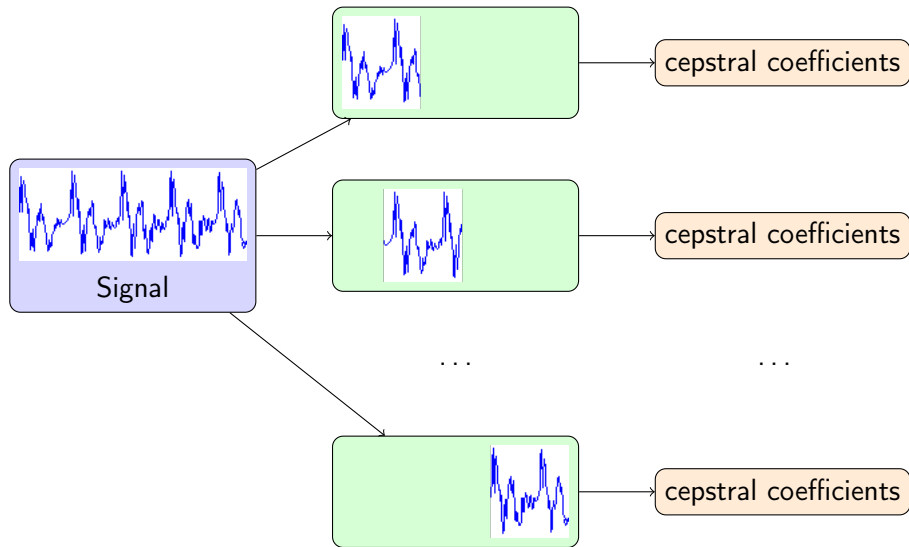 cepstral coefficients
cepstral coefficients
Signal
. . .
. . .
cepstral coefficients